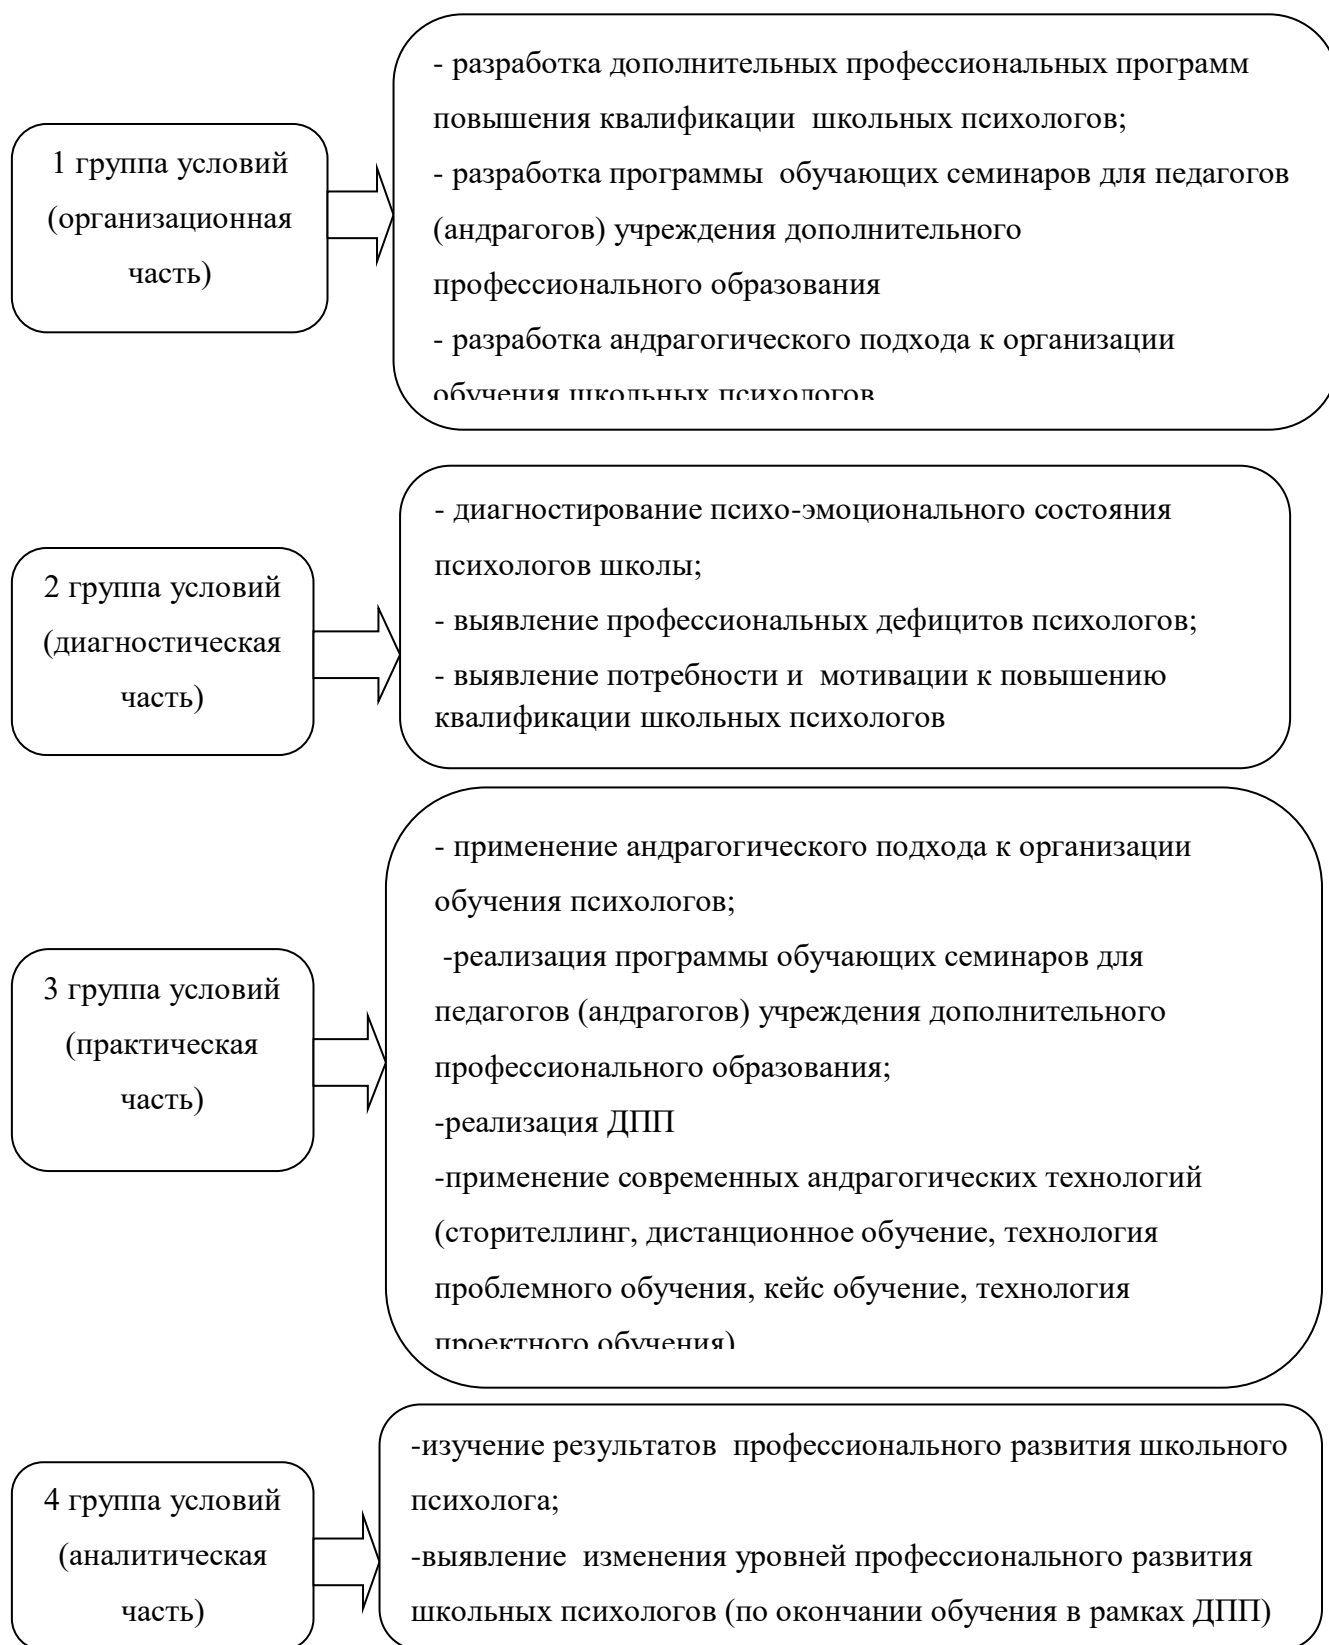 1 группа условий
(организационная
часть)
- разработка дополнительных профессиональных программ
повышения квалификации школьных психологов;
- разработка программы обучающих семинаров для педагогов
(андрагогов) учреждения дополнительного
профессионального образования
- разработка андрагогического подхода к организации
обучения школьных психологов
2 группа условий
(диагностическая
часть)
- диагностирование психо-эмоционального состояния
психологов школы;
- выявление профессиональных дефицитов психологов;
- выявление потребности и мотивации к повышению
квалификации школьных психологов
3 группа условий
(практическая
часть)
- применение андрагогического подхода к организации
обучения психологов;
-реализация программы обучающих семинаров для
педагогов (андрагогов) учреждения дополнительного
профессионального образования;
-реализация ДПП
-применение современных андрагогических технологий
(сторителлинг, дистанционное обучение, технология
проблемного обучения, кейс обучение, технология
проектного обучения)
4 группа условий
(аналитическая
часть)
-изучение результатов профессионального развития школьного
психолога;
-выявление изменения уровней профессионального развития
школьных психологов (по окончании обучения в рамках ДПП)